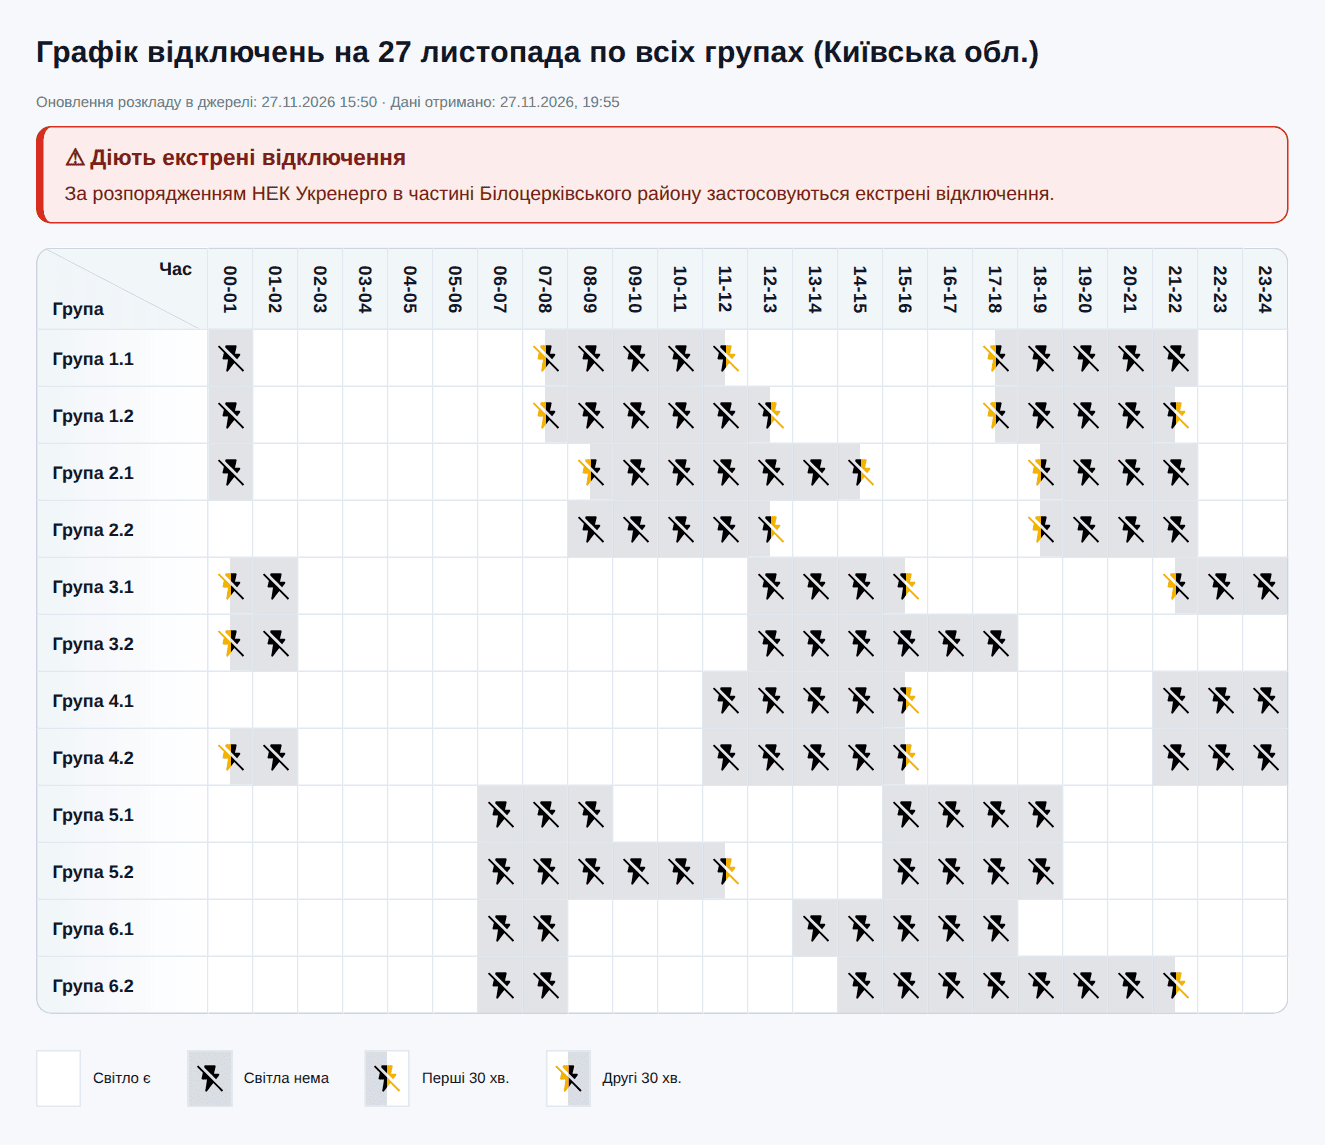 Графік відключень на 27 листопада по всіх групах (Київська обл.)
Оновлення розкладу в джерелі: 27.11.2026 15:50 · Дані отримано: 27.11.2026, 19:55
⚠ Діють екстрені відключення
За розпорядженням НЕК Укренерго в частині Білоцерківського району застосовуються екстрені відключення.
Час
Група
00-01 01-02 02-03 03-04 04-05 05-06 06-07 07-08 08-09 09-10 10-11 11-12 12-13 13-14 14-15 15-16 16-17 17-18 18-19 19-20 20-21 21-22 22-23 23-24
Група 1.1
Група 1.2
Група 2.1
Група 2.2
Група 3.1
Група 3.2
Група 4.1
Група 4.2
Група 5.1
Група 5.2
Група 6.1
Група 6.2
Світло є Світла нема Перші 30 хв. Другі 30 хв.